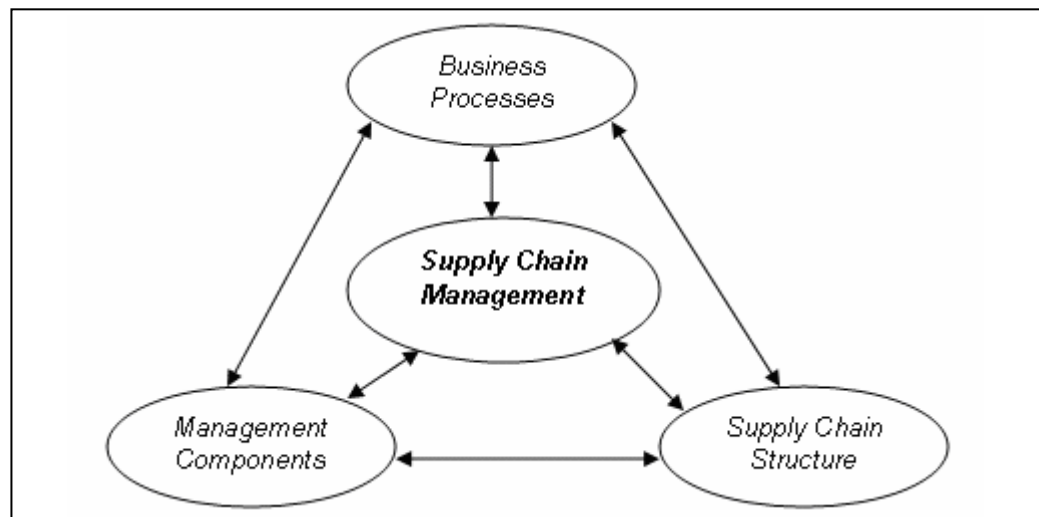 Business
Processes
Supply Chain
Management
Management
Components
Supply Chain
Structure